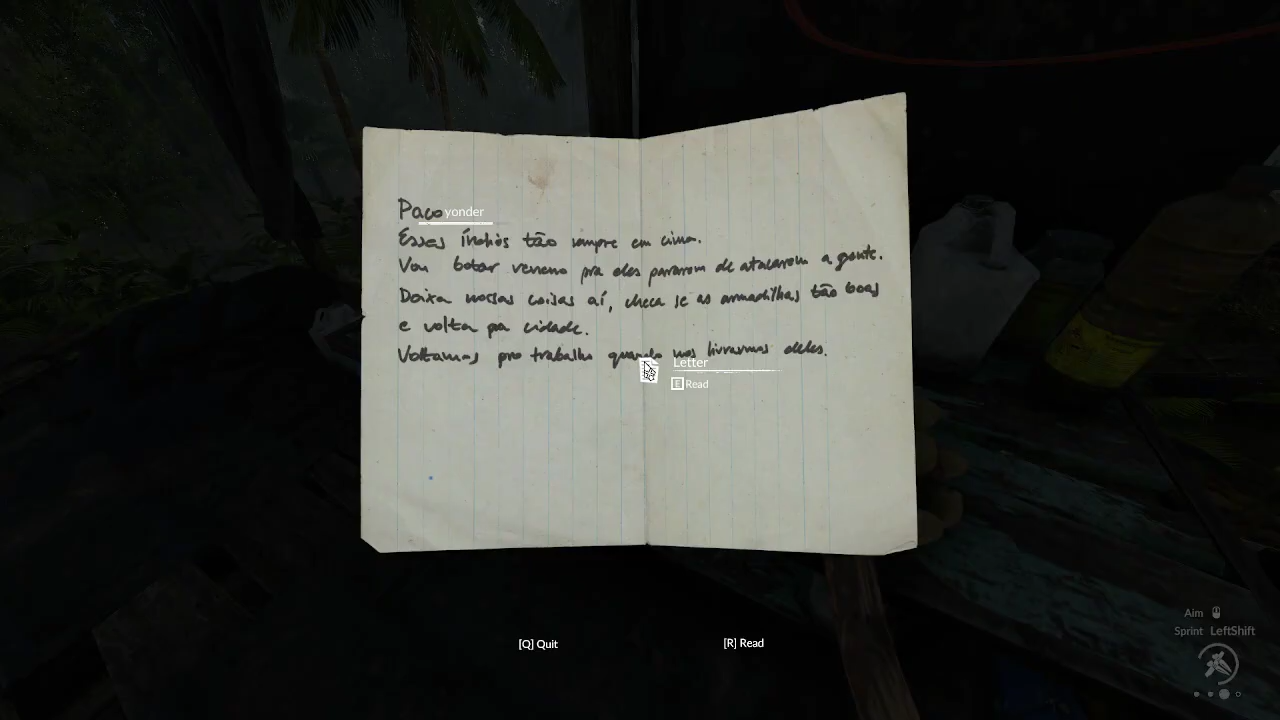 Paco
yonder
Esses índios tão sempre em cima.
Vou botar veneno pra eles pararem de atacarem a gente.
Deixa nossas coisas aí, checa se as armadilhas tão boas
e volta pa cidade.
Voltamos pro trabalho quando nos livrarmos deles.
Letter
E Read
[Q] Quit
[R] Read
Aim
Sprint LeftShift